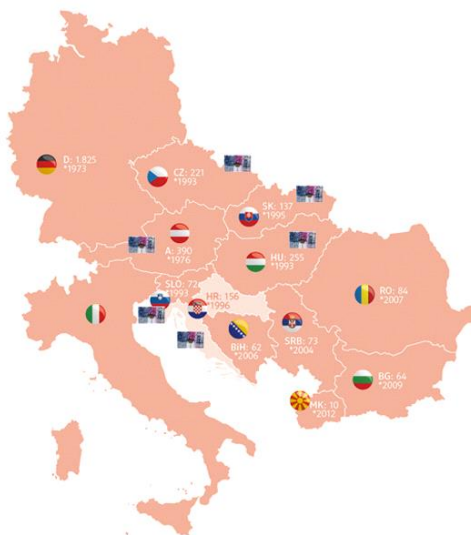 D: 1.825
*1973
CZ: 221
*1993
SK: 137
*1995
A: 390
*1976
HU: 255
*1993
SLO: 72
*1993
HR: 156
*1996
RO: 84
*2007
BiH: 62
*2006
SRB: 73
*2004
BG: 64
*2009
MK: 10
*2012